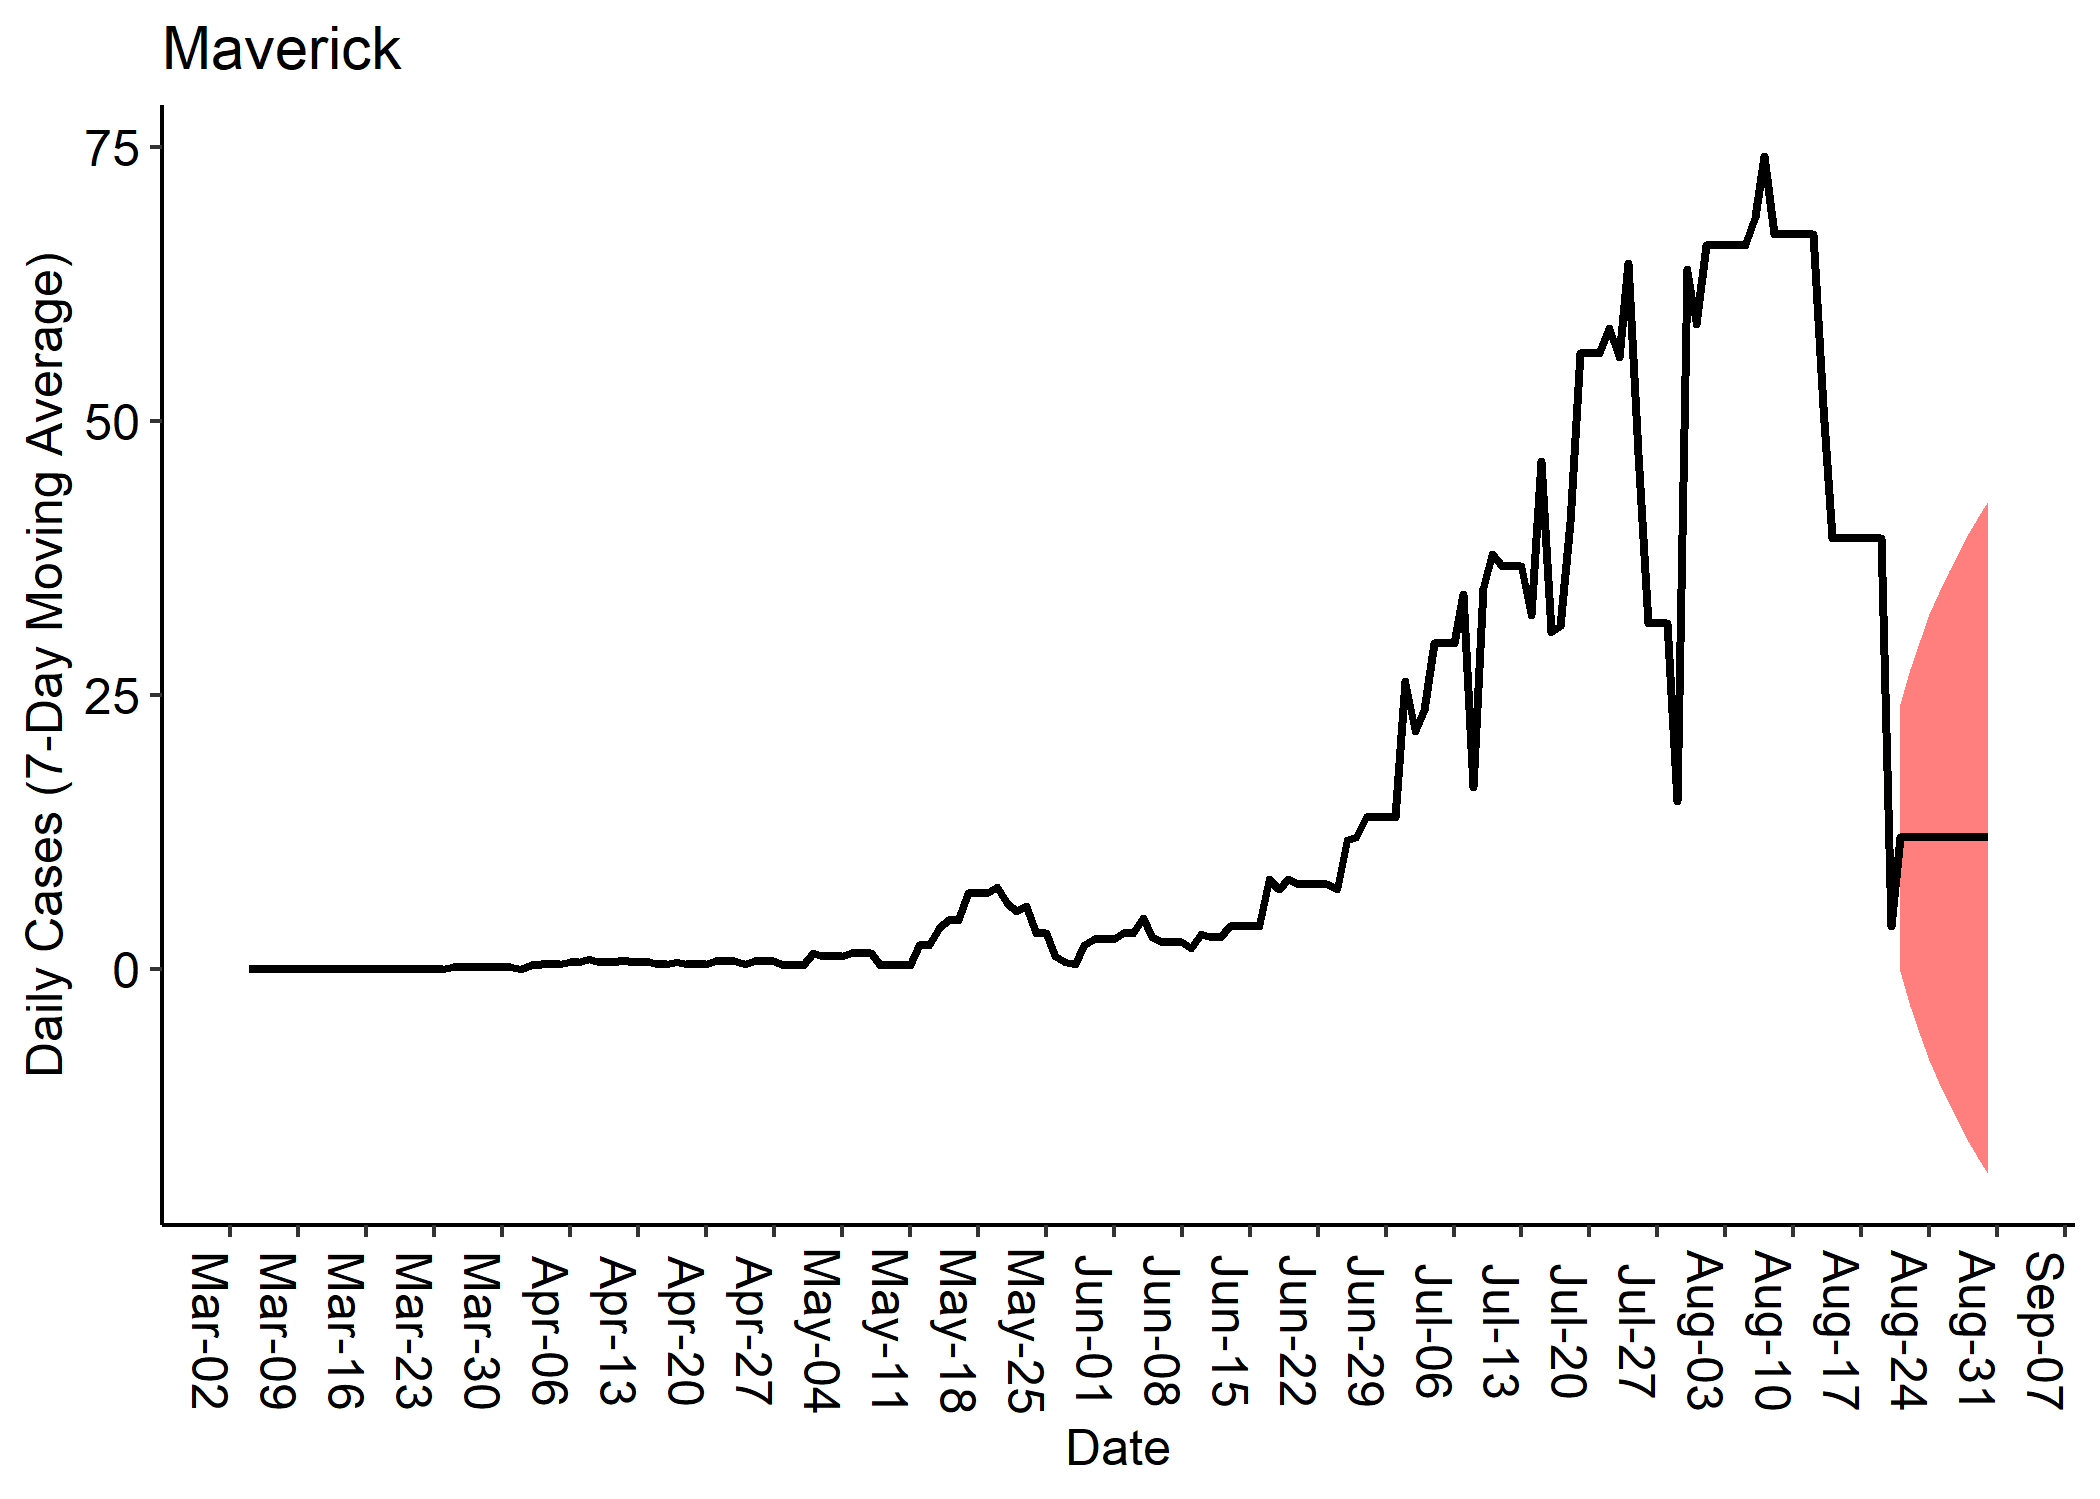 Maverick
Daily Cases (7-Day Moving Average)
75
50
25
0
Mar-02
Mar-09
Mar-16
Mar-23
Mar-30
Apr-06
Apr-13
Apr-20
Apr-27
May-04
May-11
May-18
May-25
Jun-01
Jun-08
Jun-15
Jun-22
Jun-29
Jul-06
Jul-13
Jul-20
Jul-27
Aug-03
Aug-10
Aug-17
Aug-24
Aug-31
Sep-07
Date